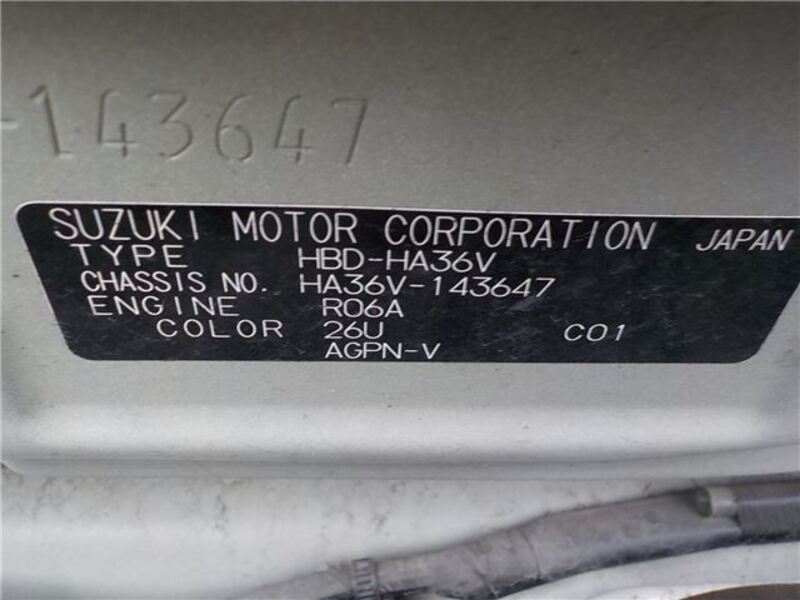 -143647
SUZUKI MOTOR CORPORATION JAPAN
TYPE HBD-HA36V
CHASSIS NO. HA36V-143647
ENGINE R06A
COLOR 26U C01
AGPN-V